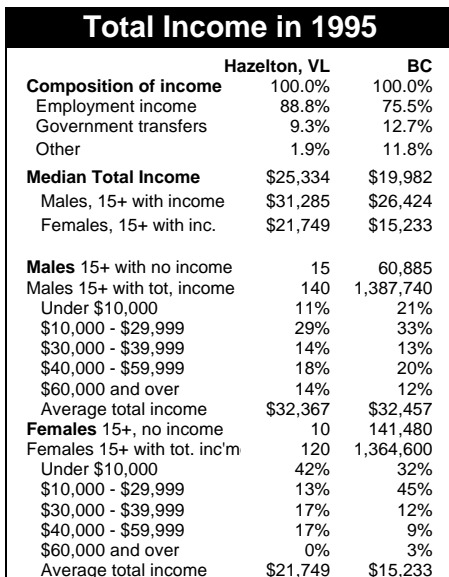 Total Income in 1995
Hazelton, VL BC
Composition of income 100.0% 100.0%
Employment income 88.8% 75.5%
Government transfers 9.3% 12.7%
Other 1.9% 11.8%
Median Total Income $25,334 $19,982
Males, 15+ with income $31,285 $26,424
Females, 15+ with inc. $21,749 $15,233
Males 15+ with no income 15 60,885
Males 15+ with tot, income 140 1,387,740
Under $10,000 11% 21%
$10,000 - $29,999 29% 33%
$30,000 - $39,999 14% 13%
$40,000 - $59,999 18% 20%
$60,000 and over 14% 12%
Average total income $32,367 $32,457
Females 15+, no income 10 141,480
Females 15+ with tot. inc'm 120 1,364,600
Under $10,000 42% 32%
$10,000 - $29,999 13% 45%
$30,000 - $39,999 17% 12%
$40,000 - $59,999 17% 9%
$60,000 and over 0% 3%
Average total income $21,749 $15,233